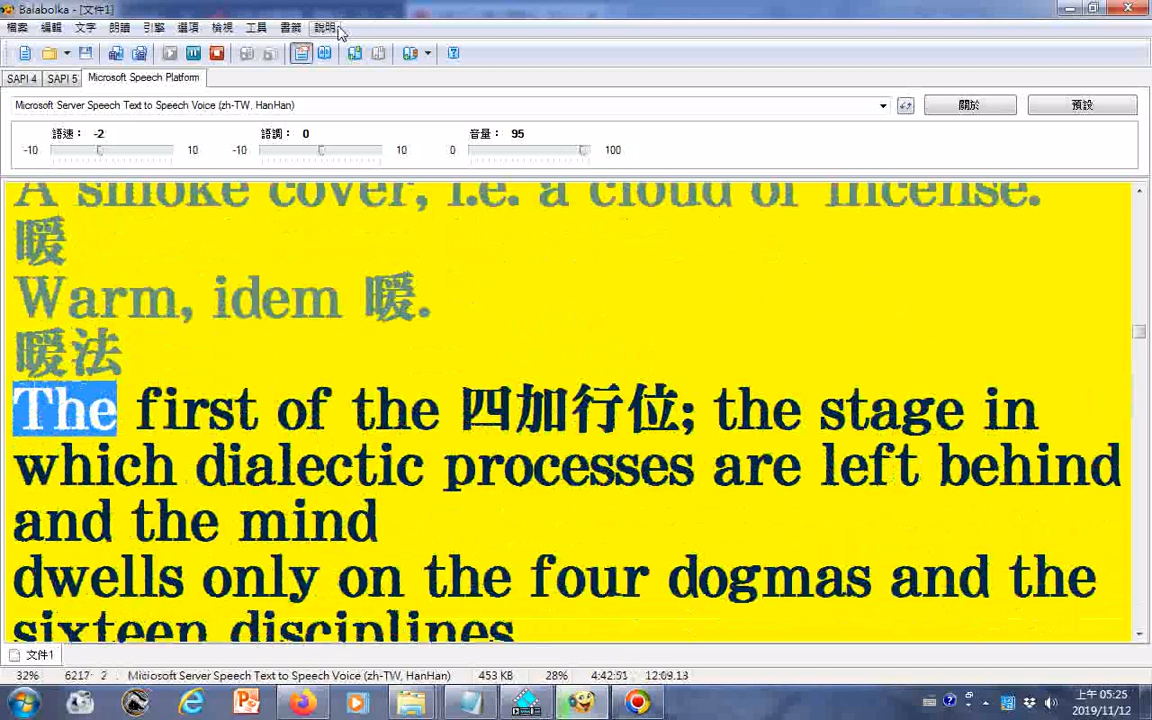 Balabolka - [文件1]
檔案 編輯 文字 朗讀 引擎 選項 檢視 工具 書籤 說明
SAPI 4 SAPI 5 Microsoft Speech Platform
Microsoft Server Speech Text to Speech Voice (zh-TW, HanHan) 關於 預設
語速： -2 語調： 0 音量： 95
-10 10 -10 10 0 100
A smoke cover, i.e. a cloud of incense.
暖
Warm, idem 暖.
暖法
The first of the 四加行位; the stage in
which dialectic processes are left behind
and the mind
dwells only on the four dogmas and the
sixteen disciplines
文件1
32% 6217: 2 Microsoft Server Speech Text to Speech Voice (zh-TW, HanHan) 453 KB 28% 4:42:51 12:09.13
上午 05:25
2019/11/12